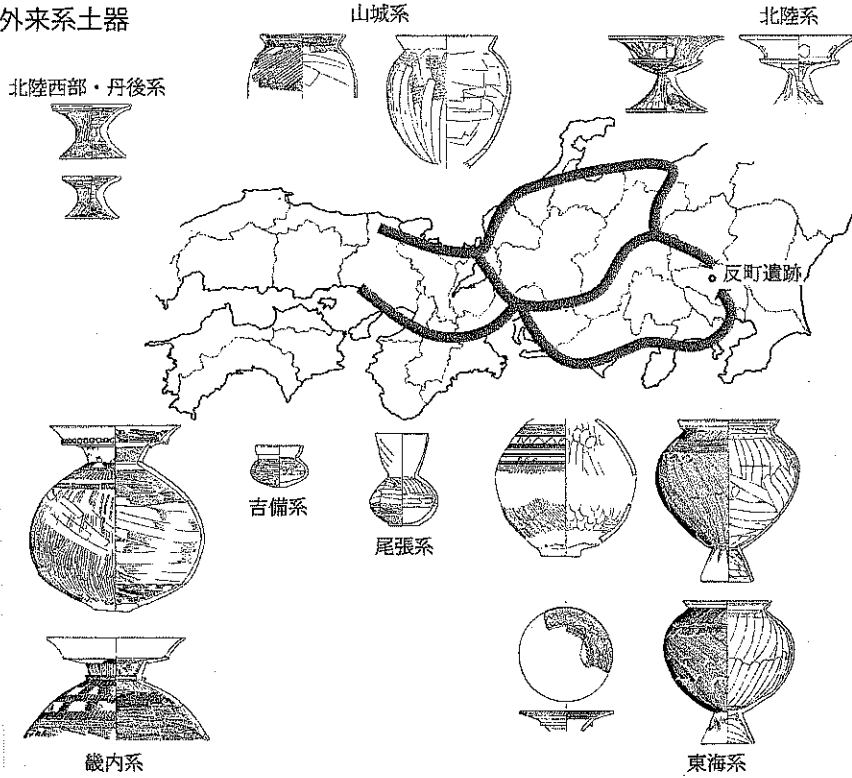 外来系土器
山城系
北陸系
北陸西部・丹後系
反町遺跡
吉備系
尾張系
畿内系
東海系